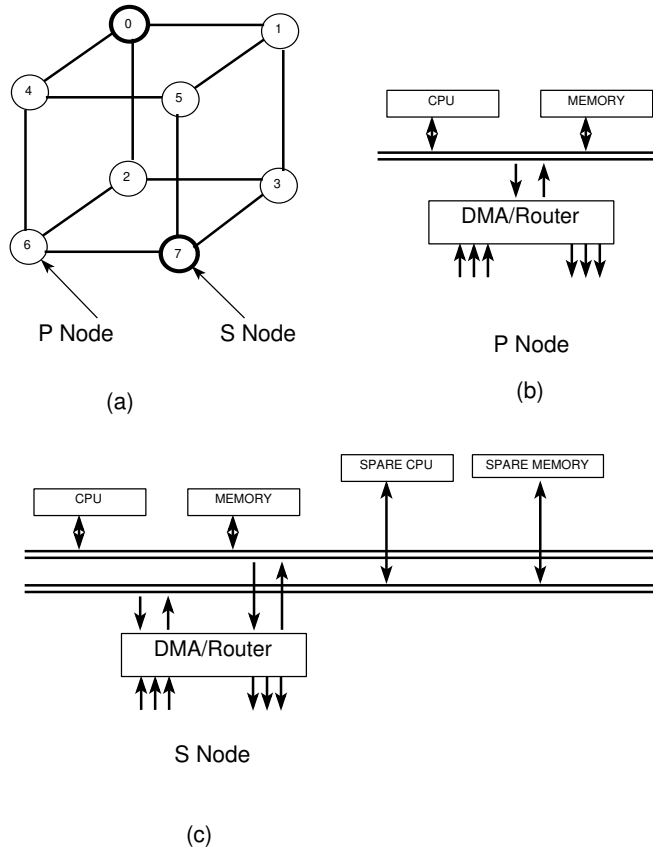 0
1
4
5
2
3
6
7
P Node
S Node
(a)
CPU
MEMORY
DMA/Router
P Node
(b)
SPARE CPU
SPARE MEMORY
CPU
MEMORY
DMA/Router
S Node
(c)